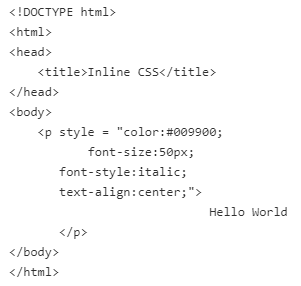 <!DOCTYPE html>
<html>
<head>
    <title>Inline CSS</title>
</head>
<body>
    <p style = "color:#009900;
           font-size:50px;
       font-style:italic;
       text-align:center;">
                            Hello World
       </p>
</body>
</html>